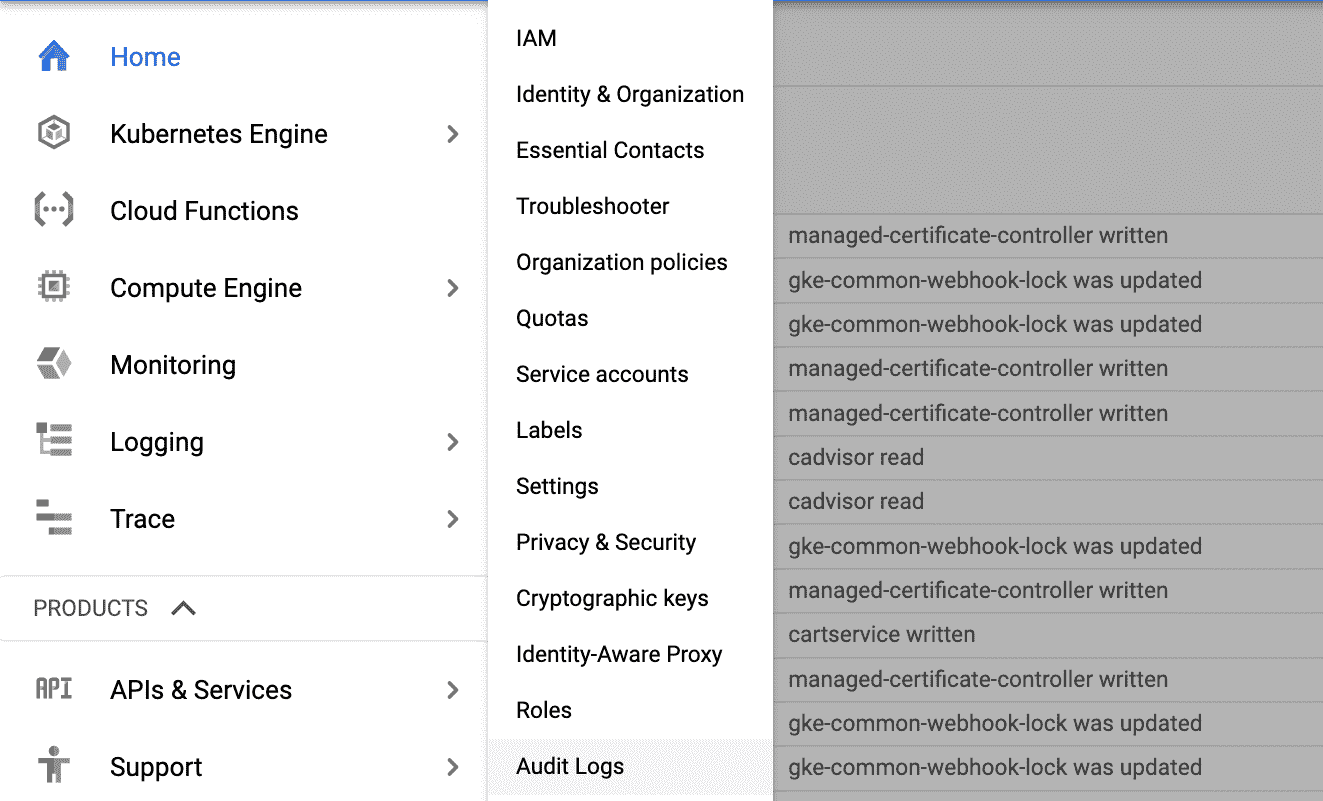 Home
Kubernetes Engine
Cloud Functions
Compute Engine
Monitoring
Logging
Trace
PRODUCTS
API
APIs & Services
Support
IAM
Identity & Organization
Essential Contacts
Troubleshooter
Organization policies
Quotas
Service accounts
Labels
Settings
Privacy & Security
Cryptographic keys
Identity-Aware Proxy
Roles
Audit Logs
managed-certificate-controller written
gke-common-webhook-lock was updated
gke-common-webhook-lock was updated
managed-certificate-controller written
managed-certificate-controller written
cadvisor read
cadvisor read
gke-common-webhook-lock was updated
managed-certificate-controller written
cartservice written
managed-certificate-controller written
gke-common-webhook-lock was updated
gke-common-webhook-lock was updated